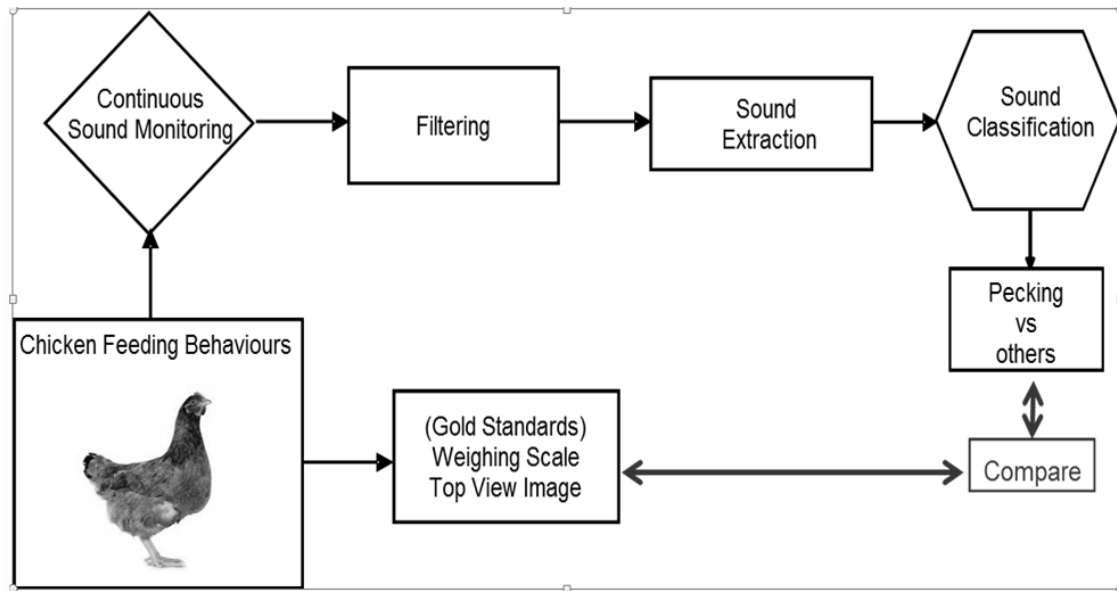 Continuous
Sound Monitoring
Filtering
Sound
Extraction
Sound
Classification
Pecking
vs
others
Chicken Feeding Behaviours
(Gold Standards)
Weighing Scale
Top View Image
Compare